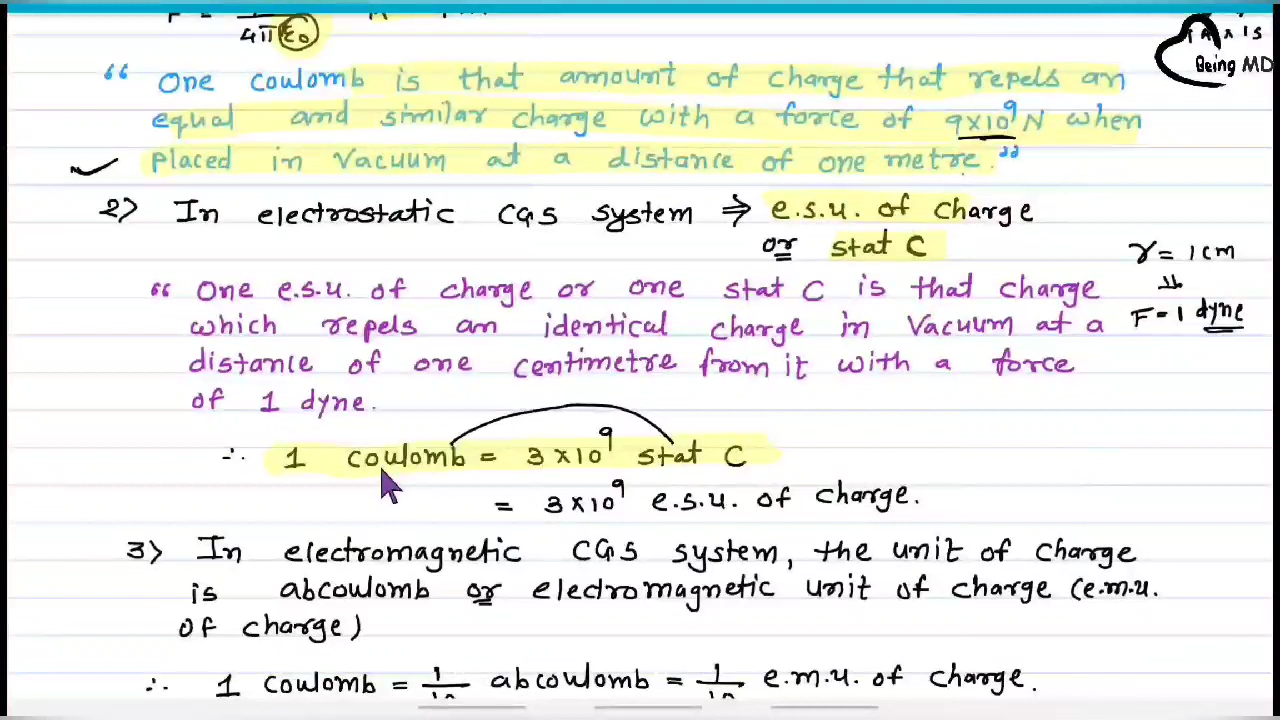 4πε₀
Axis
Being MD
“ One coulomb is that amount of charge that repels an
equal and similar charge with a force of 9×10⁹ N when
placed in vacuum at a distance of one metre.”
2) In electrostatic CGS system ⇒ e.s.u. of charge
or stat C
r = 1 cm
⇓
F = 1 dyne
“ One e.s.u. of charge or one stat C is that charge
which repels an identical charge in vacuum at a
distance of one centimetre from it with a force
of 1 dyne.
∴ 1 coulomb = 3×10⁹ stat C
= 3×10⁹ e.s.u. of charge.
3) In electromagnetic CGS system, the unit of charge
is abcoulomb or electromagnetic unit of charge (e.m.u.
of charge)
∴ 1 coulomb = 1/10 abcoulomb = 1/10 e.m.u. of charge.